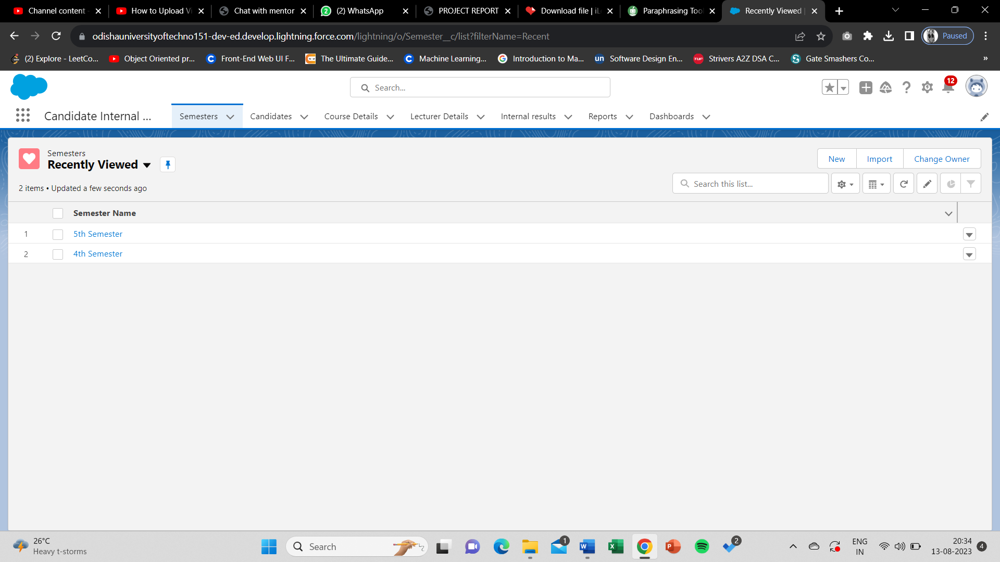 Channel content -
How to Upload Vi
Chat with mentor
(2) WhatsApp
PROJECT REPORT
Download file | iLo
Paraphrasing Tool
Recently Viewed |
odishauniversityoftechno151-dev-ed.develop.lightning.force.com/lightning/o/Semester__c/list?filterName=Recent
Paused
(2) Explore - LeetCo...
Object Oriented pr...
Front-End Web UI F...
The Ultimate Guide...
Machine Learning...
Introduction to Ma...
Software Design En...
Strivers A2Z DSA C...
Gate Smashers Co...
»
Search...
12
Candidate Internal ...
Semesters
Candidates
Course Details
Lecturer Details
Internal results
Reports
Dashboards
Semesters
Recently Viewed
New
Import
Change Owner
2 items • Updated a few seconds ago
Search this list...
Semester Name
1
5th Semester
2
4th Semester
26°C
Heavy t-storms
Search
1
2
ENG
IN
20:34
13-08-2023
4